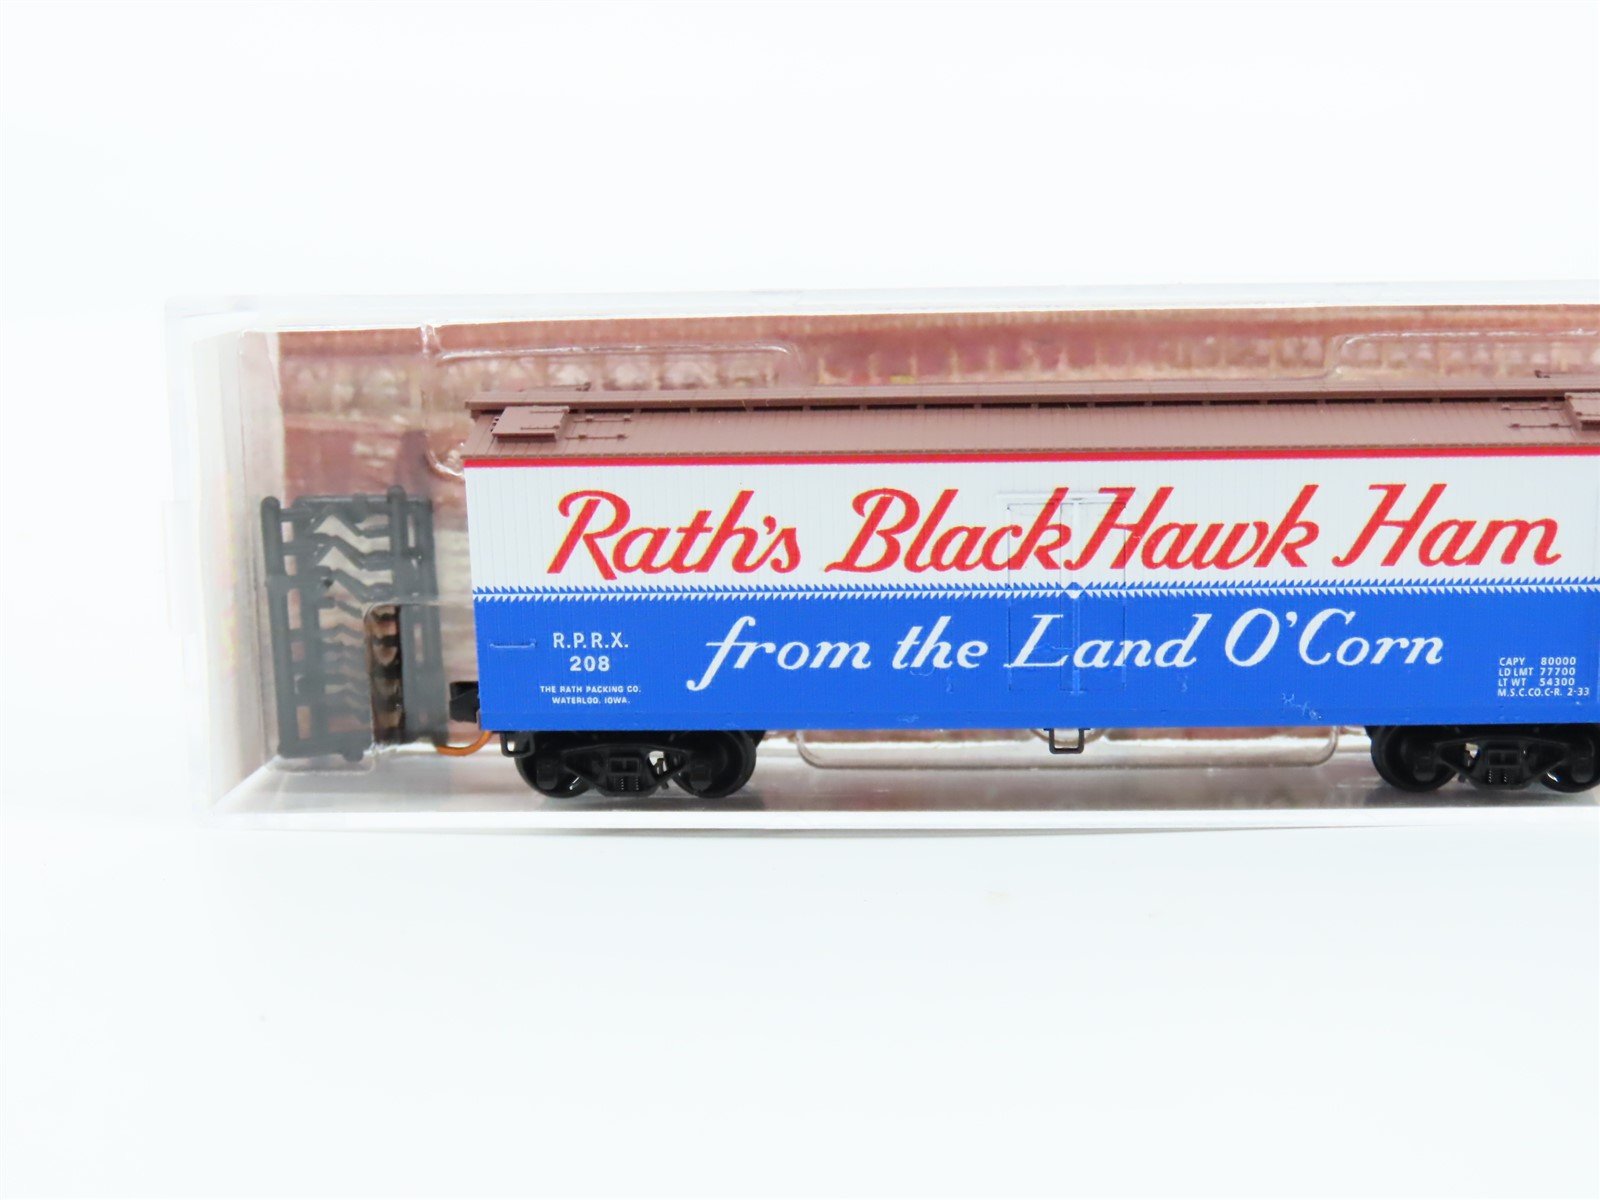 Rath's BlackHawk Ham
from the Land O'Corn
R.P.R.X.
208
THE RATH PACKING CO.
WATERLOO, IOWA.
CAPY 80000
LD LMT 77700
LT WT 54300
M.S.C.CO.C-R. 2-33